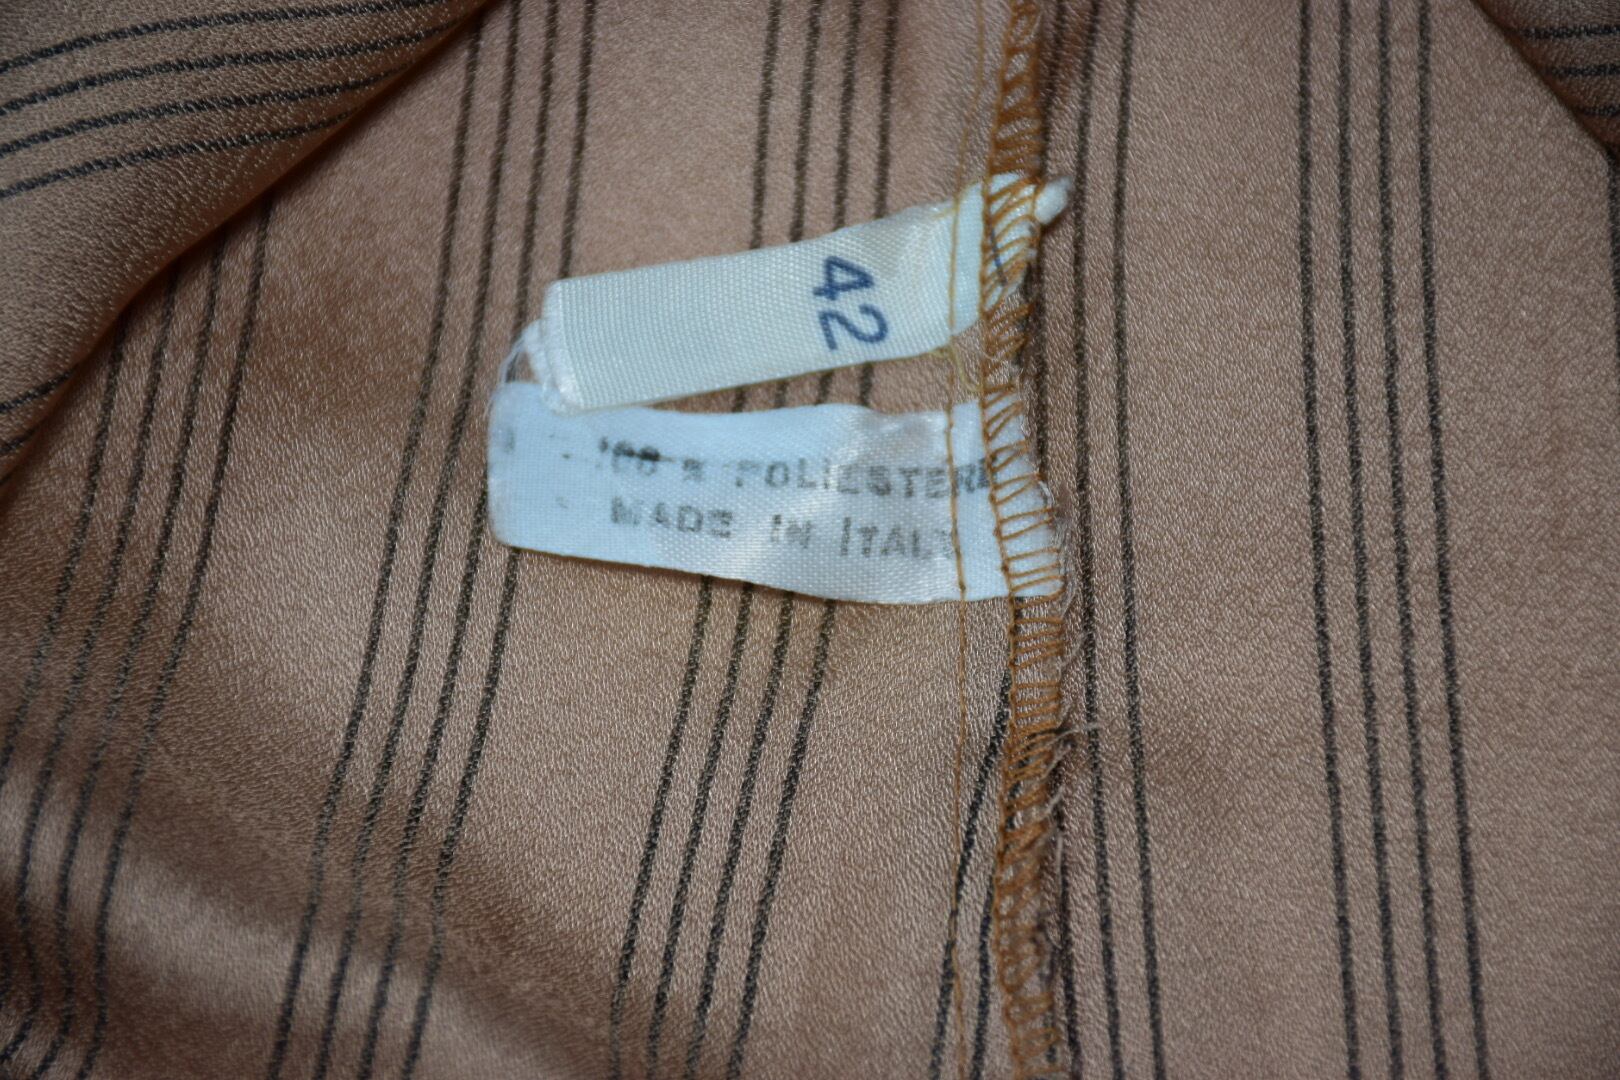 42
100 % POLIESTERE
MADE IN ITALY